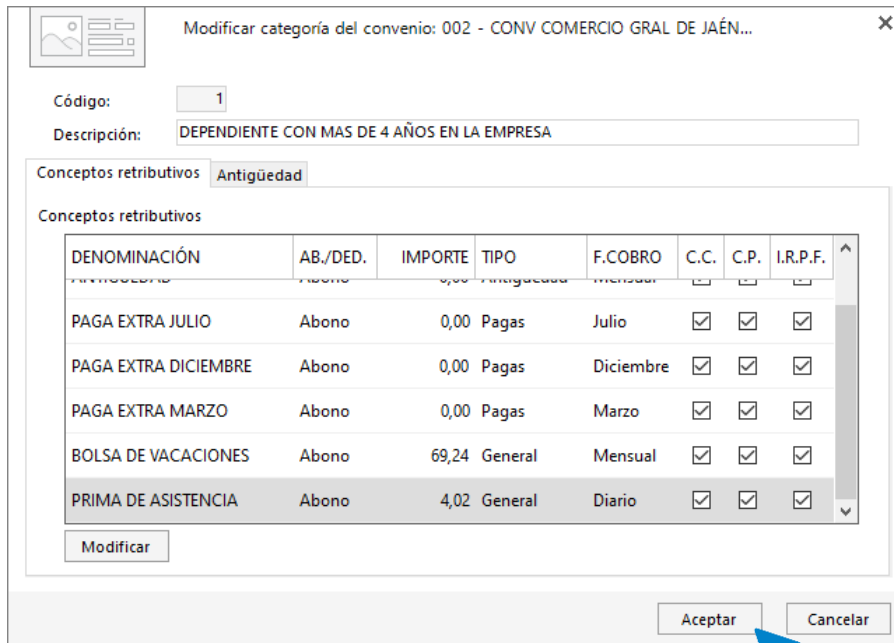 Modificar categoría del convenio: 002 - CONV COMERCIO GRAL DE JAÉN...
Código: 1
Descripción: DEPENDIENTE CON MAS DE 4 AÑOS EN LA EMPRESA
Conceptos retributivos Antigüedad
Conceptos retributivos
DENOMINACIÓN AB./DED. IMPORTE TIPO F.COBRO C.C. C.P. I.R.P.F.
PAGA EXTRA JULIO Abono 0,00 Pagas Julio
PAGA EXTRA DICIEMBRE Abono 0,00 Pagas Diciembre
PAGA EXTRA MARZO Abono 0,00 Pagas Marzo
BOLSA DE VACACIONES Abono 69,24 General Mensual
PRIMA DE ASISTENCIA Abono 4,02 General Diario
Modificar
Aceptar Cancelar